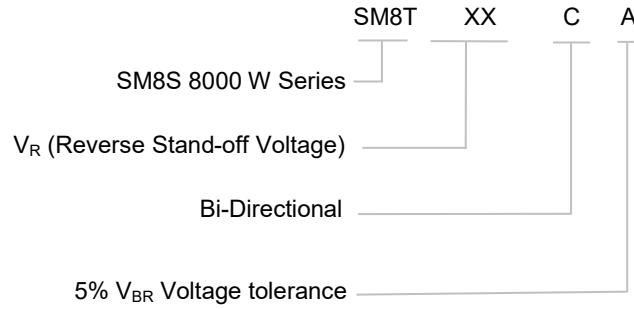 SM8T XX C A
SM8S 8000 W Series
VR (Reverse Stand-off Voltage)
Bi-Directional
5% VBR Voltage tolerance